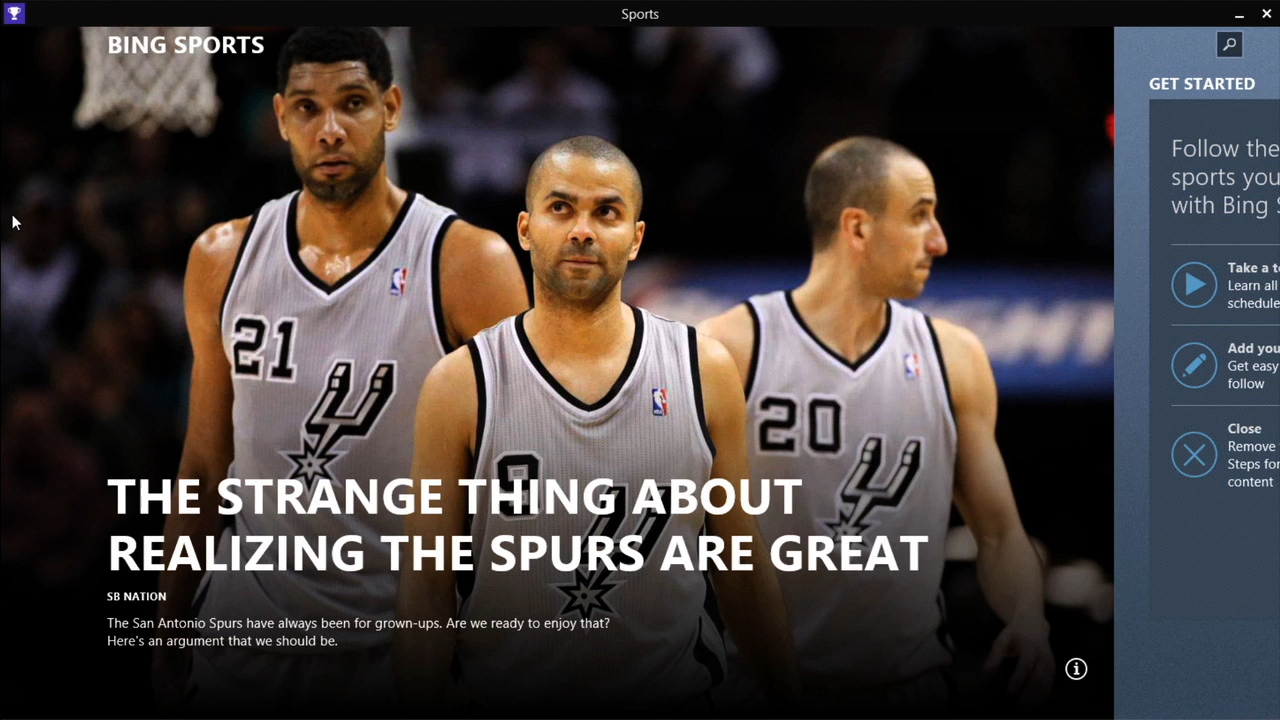 Sports
BING SPORTS
21
9
20
THE STRANGE THING ABOUT
REALIZING THE SPURS ARE GREAT
SB NATION
The San Antonio Spurs have always been for grown-ups. Are we ready to enjoy that?
Here's an argument that we should be.
GET STARTED
Follow the
sports you
with Bing
Take a
Learn all
schedule
Add you
Get easy
follow
Close
Remove
Steps for
content